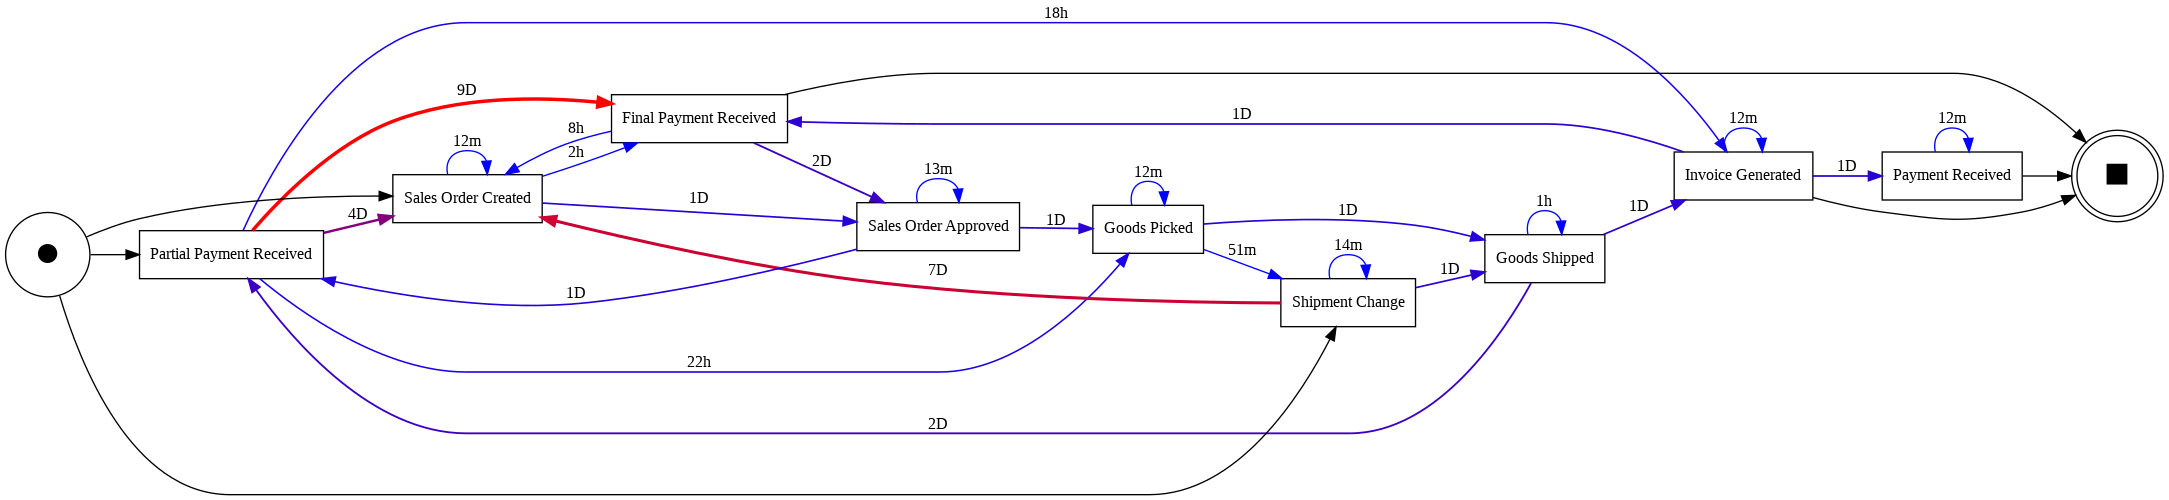 18h
9D
Final Payment Received
8h
2h
12m
Sales Order Created
4D
Partial Payment Received
1D
2D
13m
Sales Order Approved
1D
1D
12m
Goods Picked
1D
51m
14m
Shipment Change
7D
1D
1h
Goods Shipped
1D
12m
Invoice Generated
1D
12m
Payment Received
1D
22h
2D